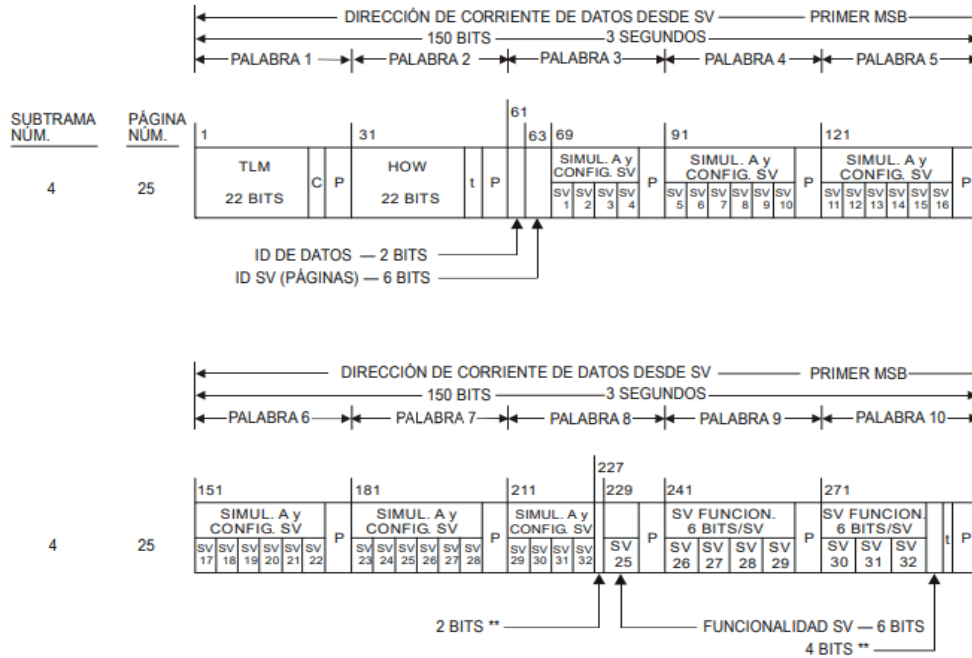 DIRECCIÓN DE CORRIENTE DE DATOS DESDE SV PRIMER MSB
150 BITS 3 SEGUNDOS
PALABRA 1 PALABRA 2 PALABRA 3 PALABRA 4 PALABRA 5
SUBTRAMA NÚM. PÁGINA NÚM.
1 31 61 63 69 91 121
4 25
TLM 22 BITS C P HOW 22 BITS t P
SIMUL. A y CONFIG. SV P SIMUL. A y CONFIG. SV P SIMUL. A y CONFIG. SV P
SV 1 SV 2 SV 3 SV 4 SV 5 SV 6 SV 7 SV 8 SV 9 SV 10 SV 11 SV 12 SV 13 SV 14 SV 15 SV 16
ID DE DATOS — 2 BITS
ID SV (PÁGINAS) — 6 BITS
DIRECCIÓN DE CORRIENTE DE DATOS DESDE SV PRIMER MSB
150 BITS 3 SEGUNDOS
PALABRA 6 PALABRA 7 PALABRA 8 PALABRA 9 PALABRA 10
151 181 211 227 229 241 271
4 25
SIMUL. A y CONFIG. SV P SIMUL. A y CONFIG. SV P SIMUL. A y CONFIG. SV P SV FUNCION. 6 BITS/SV P SV FUNCION. 6 BITS/SV t P
SV 17 SV 18 SV 19 SV 20 SV 21 SV 22 SV 23 SV 24 SV 25 SV 26 SV 27 SV 28 SV 29 SV 30 SV 31 SV 32 SV 25 SV 26 SV 27 SV 28 SV 29 SV 30 SV 31 SV 32
2 BITS ** FUNCIONALIDAD SV — 6 BITS
4 BITS **